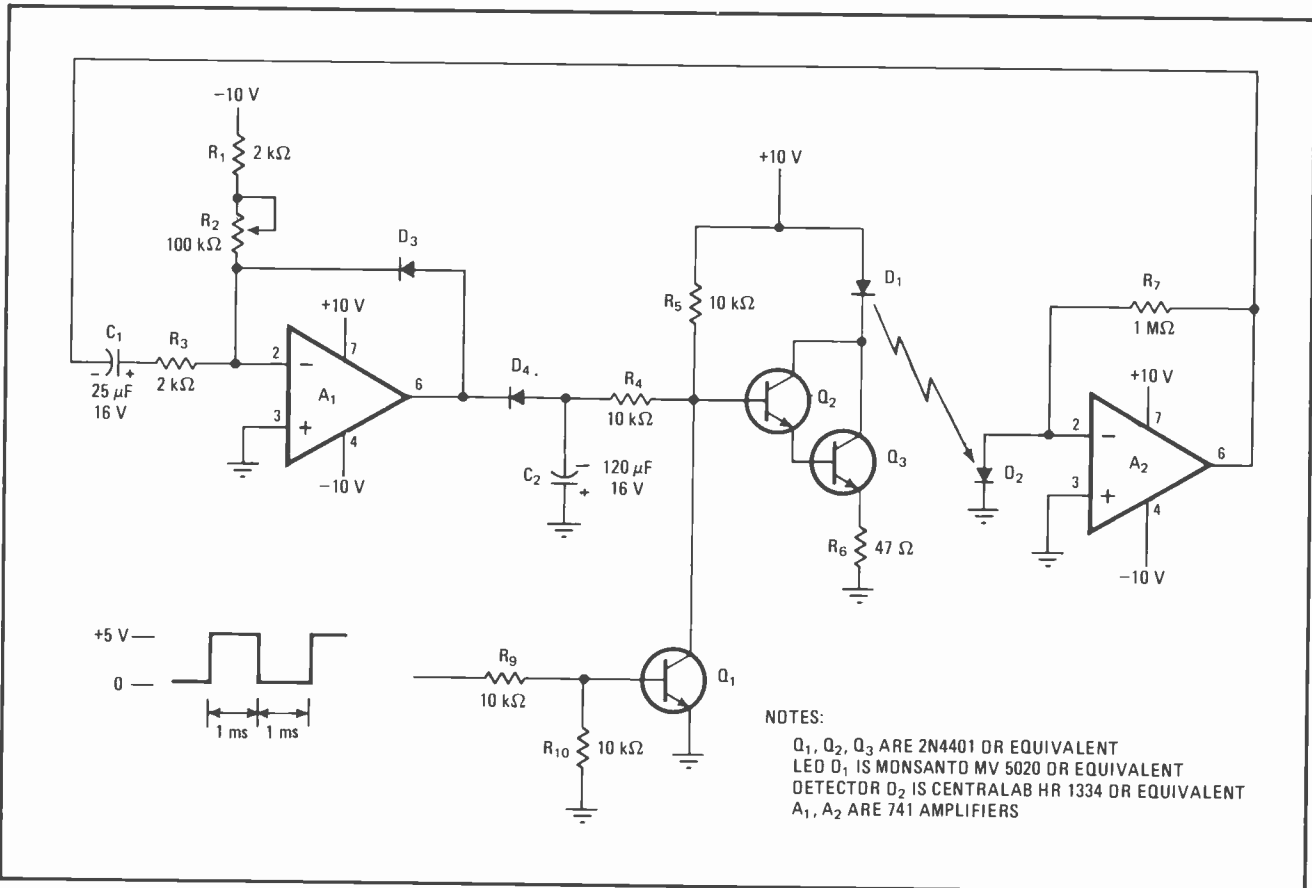 −10 V
R1 2 kΩ
R2
100 kΩ
D3
+10 V
C1
R3
− +
25 µF
16 V
2 kΩ
2 − 7
A1 6
3 + 4
−10 V
D4.
R4
10 kΩ
C2 − 120 µF
+ 16 V
+10 V
R5 10 kΩ
D1
Q2
Q3
R6 47 Ω
R7
1 MΩ
+10 V
2 − 7
D2 A2 6
3 + 4
−10 V
+5 V
0
1 ms 1 ms
R9
10 kΩ
Q1
R10 10 kΩ
NOTES:
Q1, Q2, Q3 ARE 2N4401 OR EQUIVALENT
LED D1 IS MONSANTO MV 5020 OR EQUIVALENT
DETECTOR D2 IS CENTRALAB HR 1334 OR EQUIVALENT
A1, A2 ARE 741 AMPLIFIERS